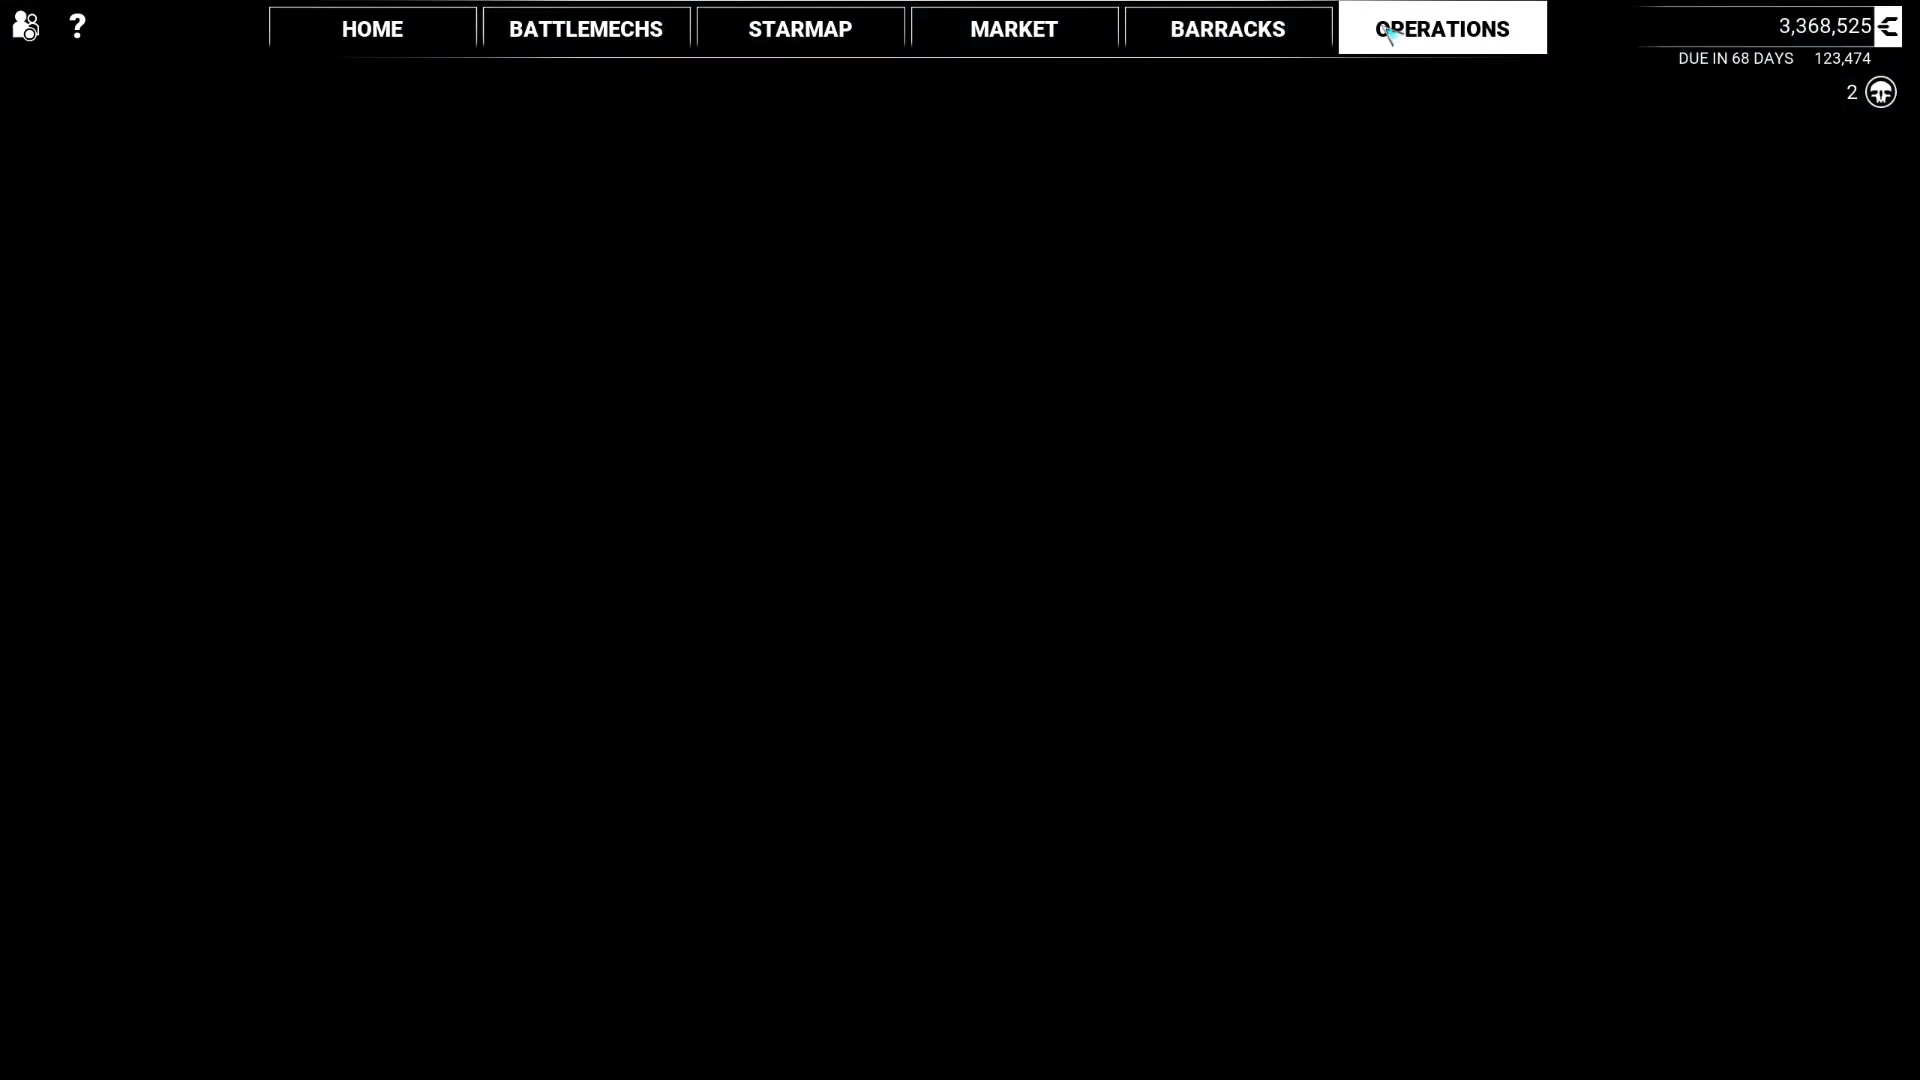 ?
HOME
BATTLEMECHS
STARMAP
MARKET
BARRACKS
OPERATIONS
3,368,525
DUE IN 68 DAYS 123,474
2